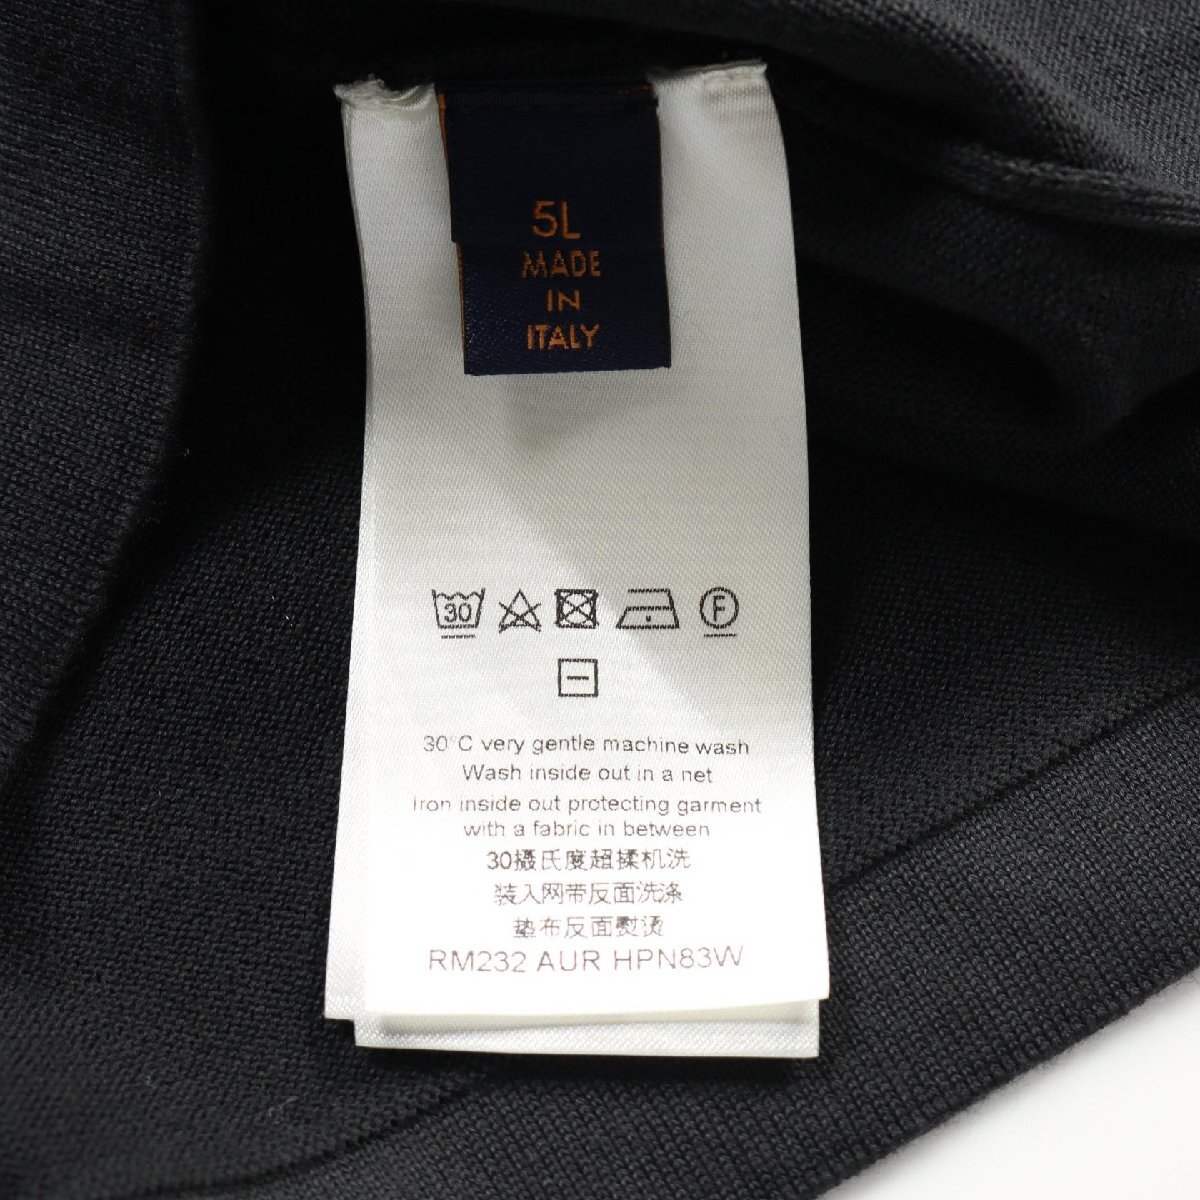 5L
MADE
IN
ITALY
30 F
30°C very gentle machine wash
Wash inside out in a net
Iron inside out protecting garment
with a fabric in between
30摄氏度超揉机洗
装入网带反面洗涤
垫布反面熨烫
RM232 AUR HPN83W